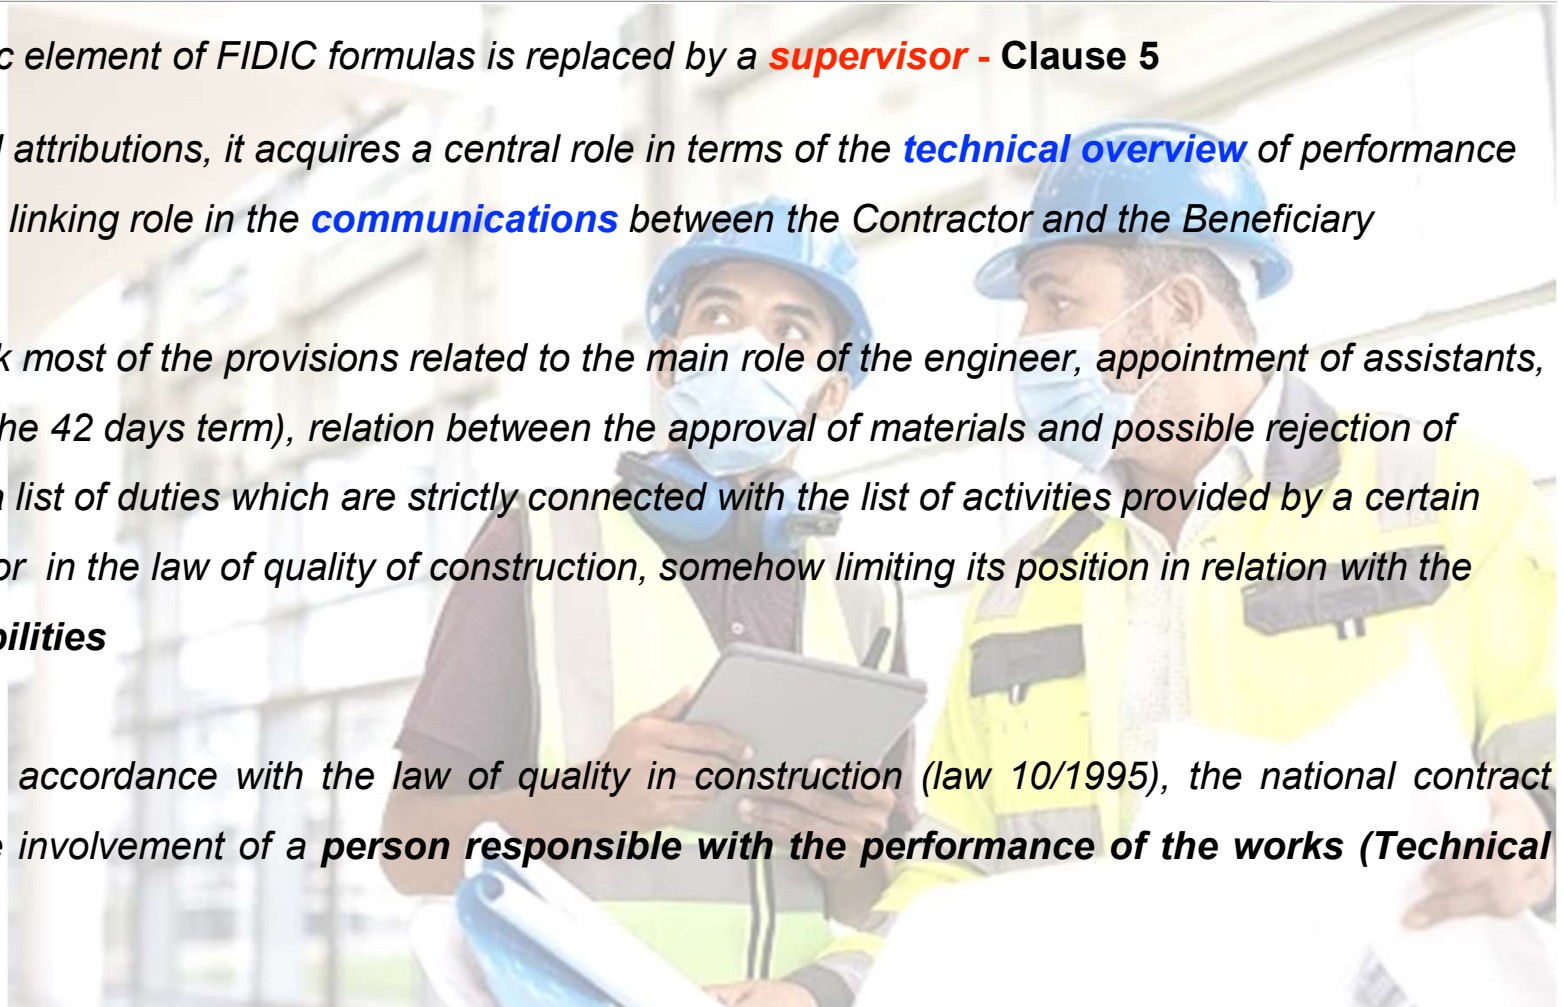 element of FIDIC formulas is replaced by a supervisor - Clause 5
attributions, it acquires a central role in terms of the technical overview of performance
linking role in the communications between the Contractor and the Beneficiary
most of the provisions related to the main role of the engineer, appointment of assistants,
42 days term), relation between the approval of materials and possible rejection of
list of duties which are strictly connected with the list of activities provided by a certain
in the law of quality of construction, somehow limiting its position in relation with the
accordance with the law of quality in construction (law 10/1995), the national contract
involvement of a person responsible with the performance of the works (Technical